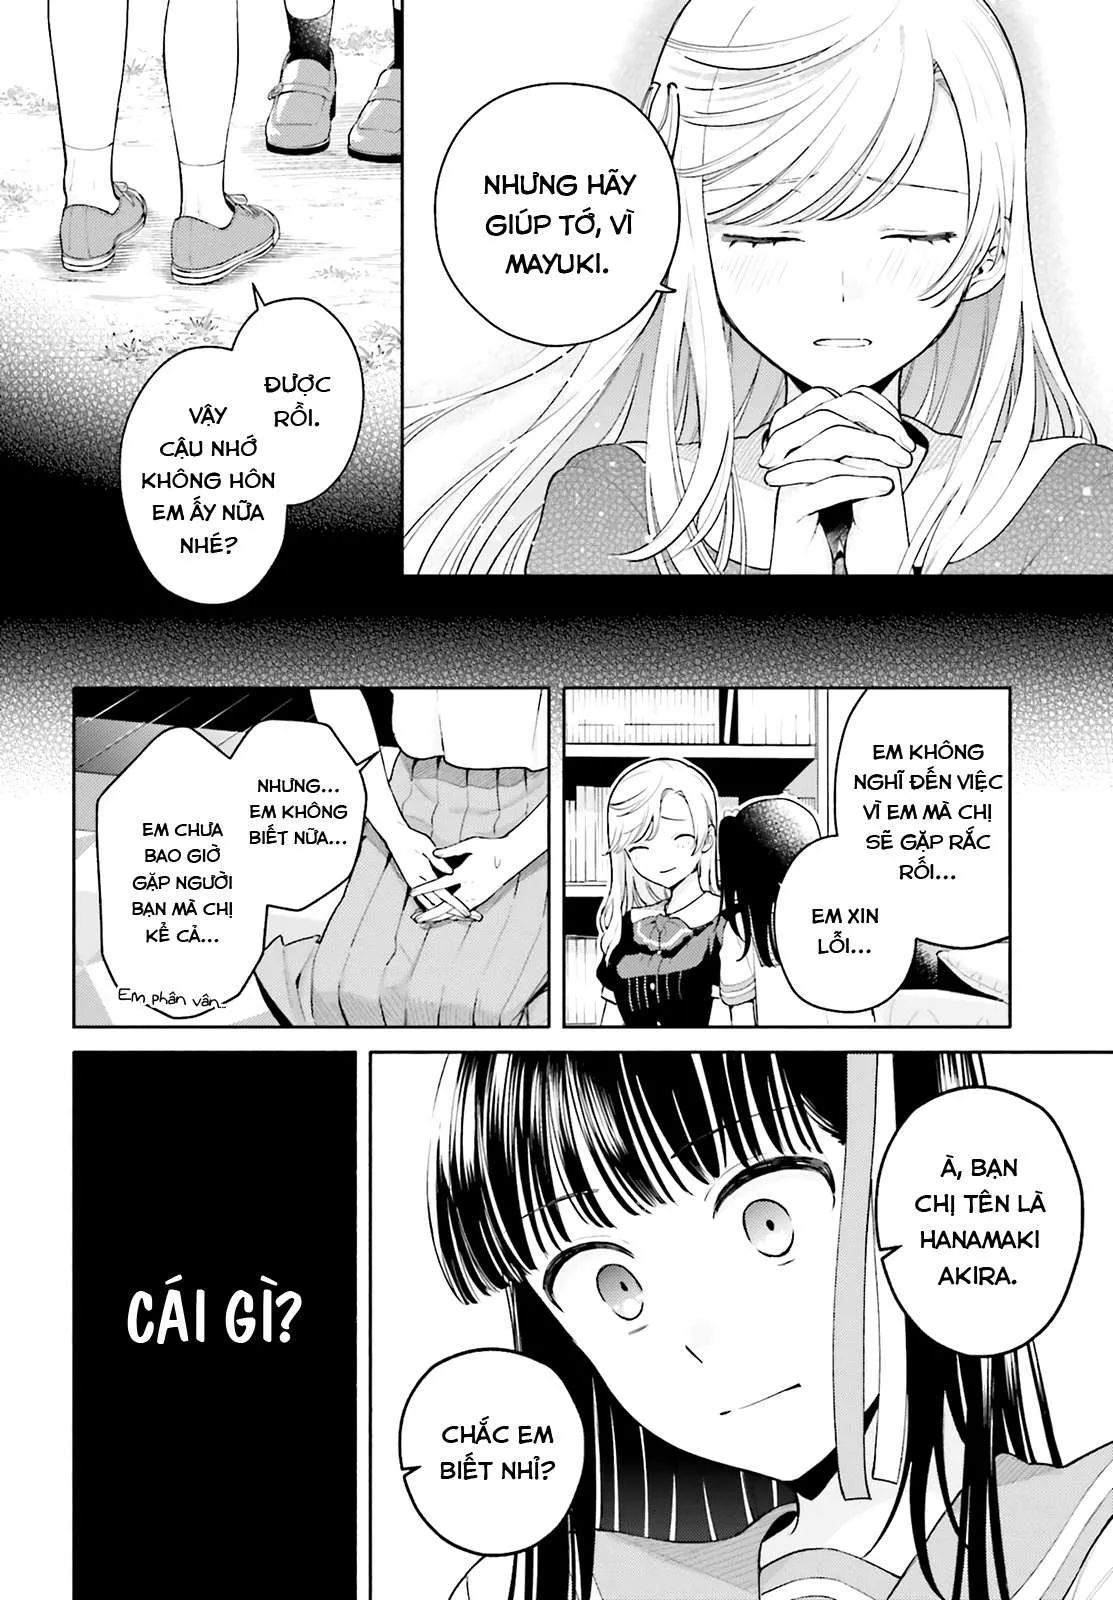 NHƯNG HÃY
GIÚP TỚ, VÌ
MAYUKI.
ĐƯỢC
RỒI.
VẬY
CẬU NHỚ
KHÔNG HÔN
EM ẤY NỮA
NHÉ?
EM KHÔNG
NGHĨ ĐẾN VIỆC
VÌ EM MÀ CHỊ
SẼ GẶP RẮC
RỐI...
EM XIN
LỖI...
NHƯNG...
EM KHÔNG
BIẾT NỮA...
EM CHƯA
BAO GIỜ
GẶP NGƯỜI
BẠN MÀ CHỊ
KỂ CẢ...
Em phân vân...
À, BẠN
CHỊ TÊN LÀ
HANAMAKI
AKIRA.
CHẮC EM
BIẾT NHỈ?
CÁI GÌ?